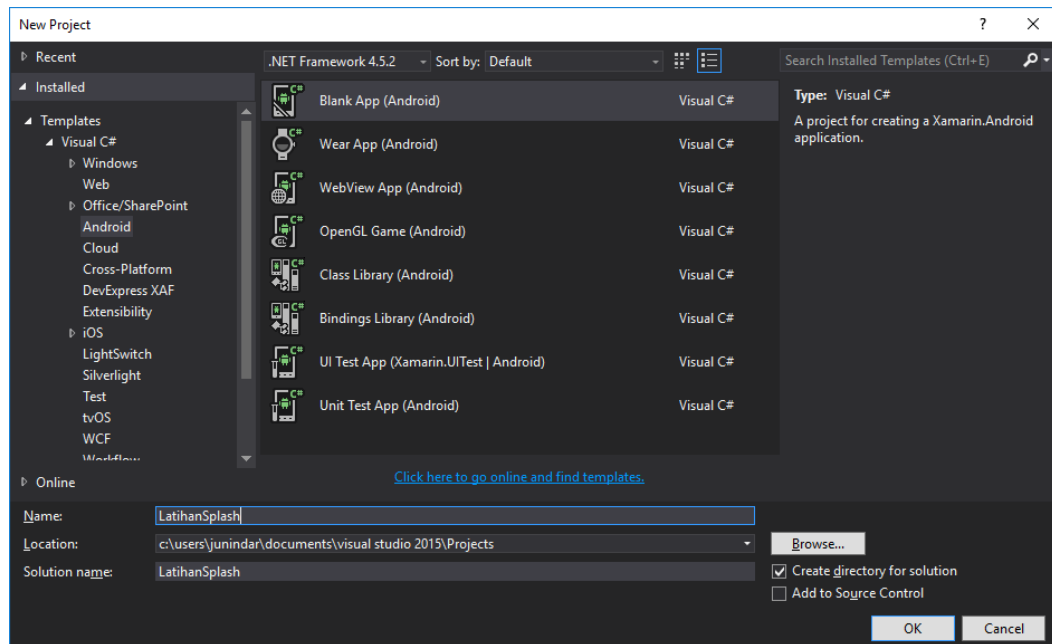 New Project
?
Recent
.NET Framework 4.5.2
Sort by: Default
Search Installed Templates (Ctrl+E)
Installed
Templates
Visual C#
Windows
Web
Office/SharePoint
Android
Cloud
Cross-Platform
DevExpress XAF
Extensibility
iOS
LightSwitch
Silverlight
Test
tvOS
WCF
Workflow
Blank App (Android) Visual C#
Wear App (Android) Visual C#
WebView App (Android) Visual C#
OpenGL Game (Android) Visual C#
Class Library (Android) Visual C#
Bindings Library (Android) Visual C#
UI Test App (Xamarin.UITest | Android) Visual C#
Unit Test App (Android) Visual C#
Type: Visual C#
A project for creating a Xamarin.Android
application.
Online
Click here to go online and find templates.
Name: LatihanSplash
Location: c:\users\junindar\documents\visual studio 2015\Projects
Browse...
Solution name: LatihanSplash
Create directory for solution
Add to Source Control
OK Cancel